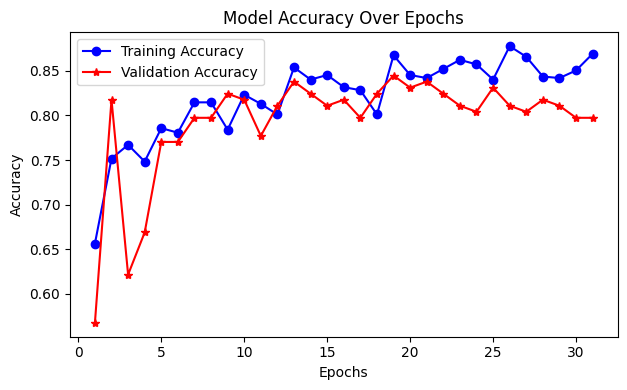 Model Accuracy Over Epochs
Training Accuracy
Validation Accuracy
Accuracy
0.85
0.80
0.75
0.70
0.65
0.60
0 5 10 15 20 25 30
Epochs